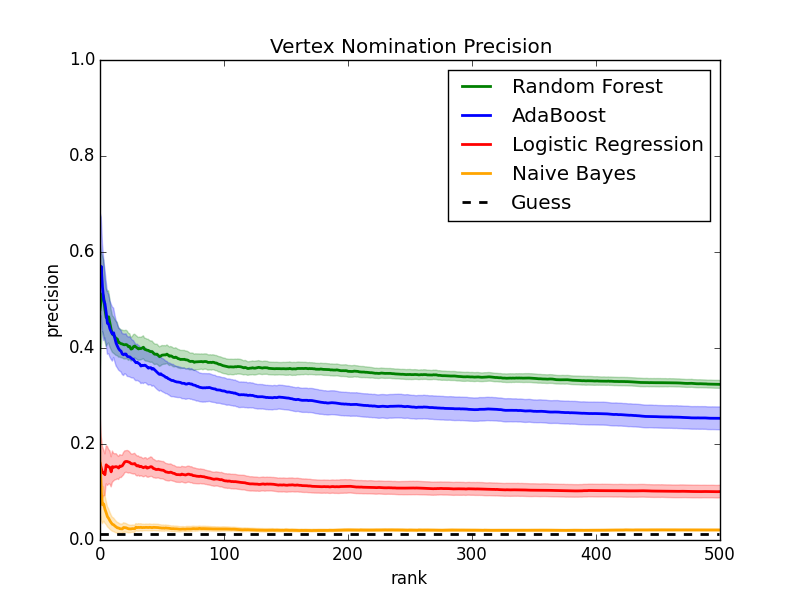 Vertex Nomination Precision
1.0
0.8
0.6
0.4
0.2
0.0
precision
Random Forest
AdaBoost
Logistic Regression
Naive Bayes
Guess
0 100 200 300 400 500
rank